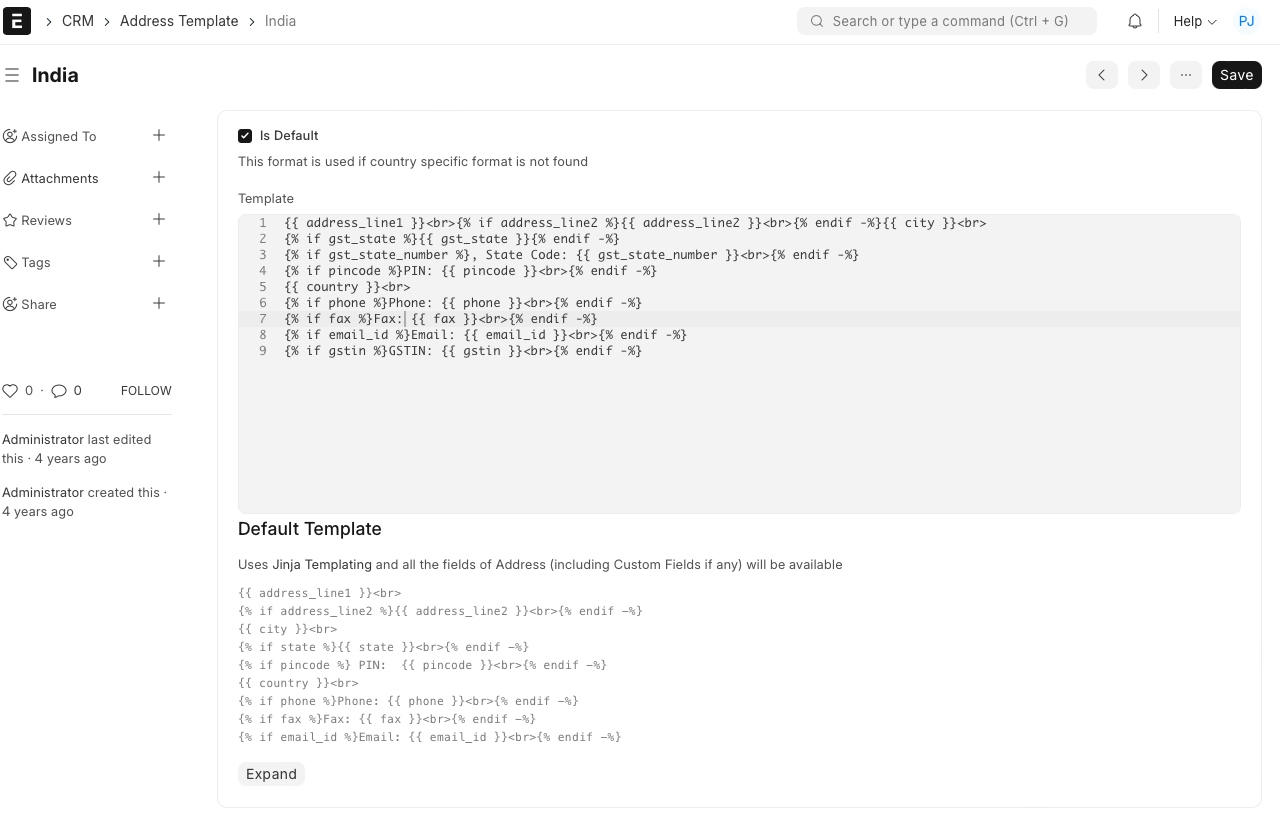 E
CRM
Address Template
India
Search or type a command (Ctrl + G)
Help
PJ
India
Save
Assigned To
Attachments
Reviews
Tags
Share
0 · 0 FOLLOW
Administrator last edited
this · 4 years ago
Administrator created this ·
4 years ago
Is Default
This format is used if country specific format is not found
Template
1 {{ address_line1 }}<br>{% if address_line2 %}{{ address_line2 }}<br>{% endif -%}{{ city }}<br>
2 {% if gst_state %}{{ gst_state }}{% endif -%}
3 {% if gst_state_number %}, State Code: {{ gst_state_number }}<br>{% endif -%}
4 {% if pincode %}PIN: {{ pincode }}<br>{% endif -%}
5 {{ country }}<br>
6 {% if phone %}Phone: {{ phone }}<br>{% endif -%}
7 {% if fax %}Fax: {{ fax }}<br>{% endif -%}
8 {% if email_id %}Email: {{ email_id }}<br>{% endif -%}
9 {% if gstin %}GSTIN: {{ gstin }}<br>{% endif -%}
Default Template
Uses Jinja Templating and all the fields of Address (including Custom Fields if any) will be available
{{ address_line1 }}<br>
{% if address_line2 %}{{ address_line2 }}<br>{% endif -%}
{{ city }}<br>
{% if state %}{{ state }}<br>{% endif -%}
{% if pincode %} PIN:  {{ pincode }}<br>{% endif -%}
{{ country }}<br>
{% if phone %}Phone: {{ phone }}<br>{% endif -%}
{% if fax %}Fax: {{ fax }}<br>{% endif -%}
{% if email_id %}Email: {{ email_id }}<br>{% endif -%}
Expand